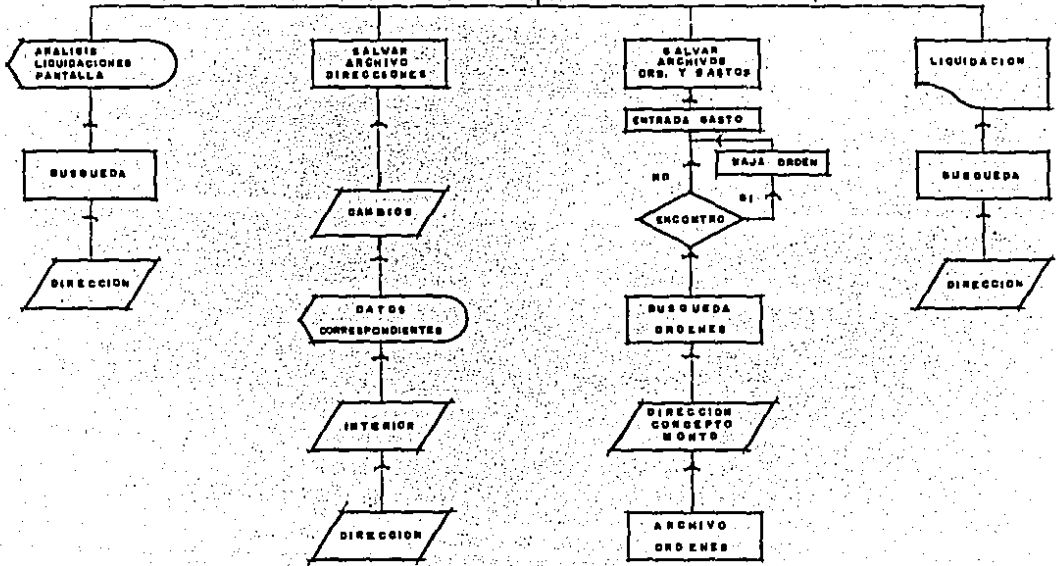 ANALISIS
LIQUIDACIONES
PANTALLA
BUSQUEDA
DIRECCION
SALVAR
ARCHIVO
DIRECCIONES
CAMBIOS
DATOS
CORRESPONDIENTES
INTERIOR
DIRECCION
SALVAR
ARCHIVOS
ORS. Y GASTOS
ENTRADA GASTO
BAJA ORDEN
NO
SI
ENCONTRO
BUSQUEDA
ORDENES
DIRECCION
CONCEPTO
MONTO
ARCHIVO
ORDENES
LIQUIDACION
BUSQUEDA
DIRECCION